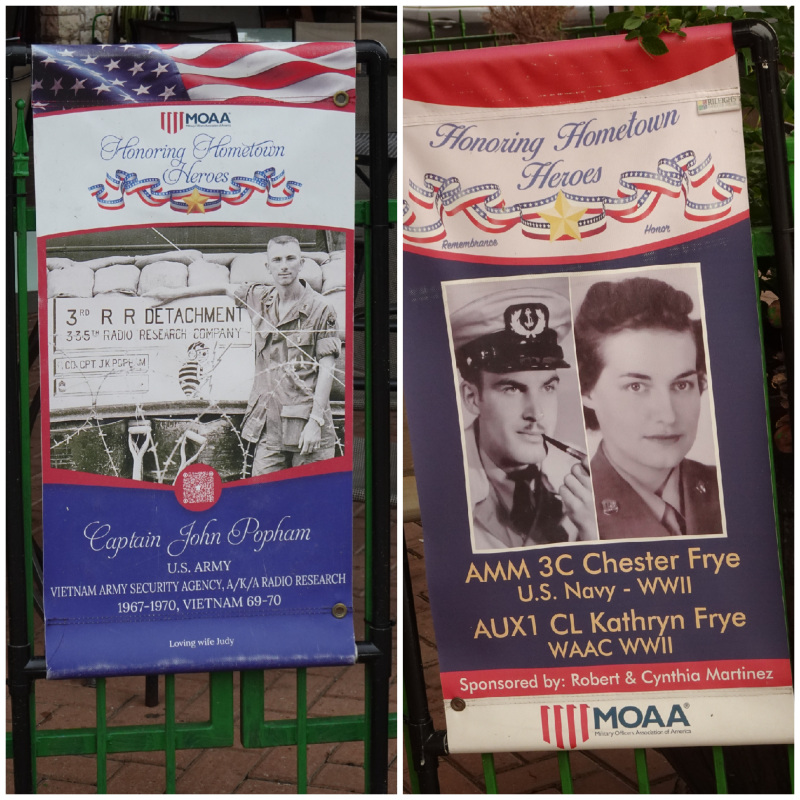 MOAA
Honoring Hometown
Heroes
3RD R R DETACHMENT
335TH RADIO RESEARCH COMPANY
CO. CPT. J.K. POPHAM
Captain John Popham
U.S. ARMY
VIETNAM ARMY SECURITY AGENCY, A/K/A RADIO RESEARCH
1967-1970, VIETNAM 69-70
Loving wife Judy
Honoring Hometown
Heroes
Remembrance Honor
AMM 3C Chester Frye
U.S. Navy - WWII
AUX1 CL Kathryn Frye
WAAC WWII
Sponsored by: Robert & Cynthia Martinez
MOAA®
Military Officers Association of America